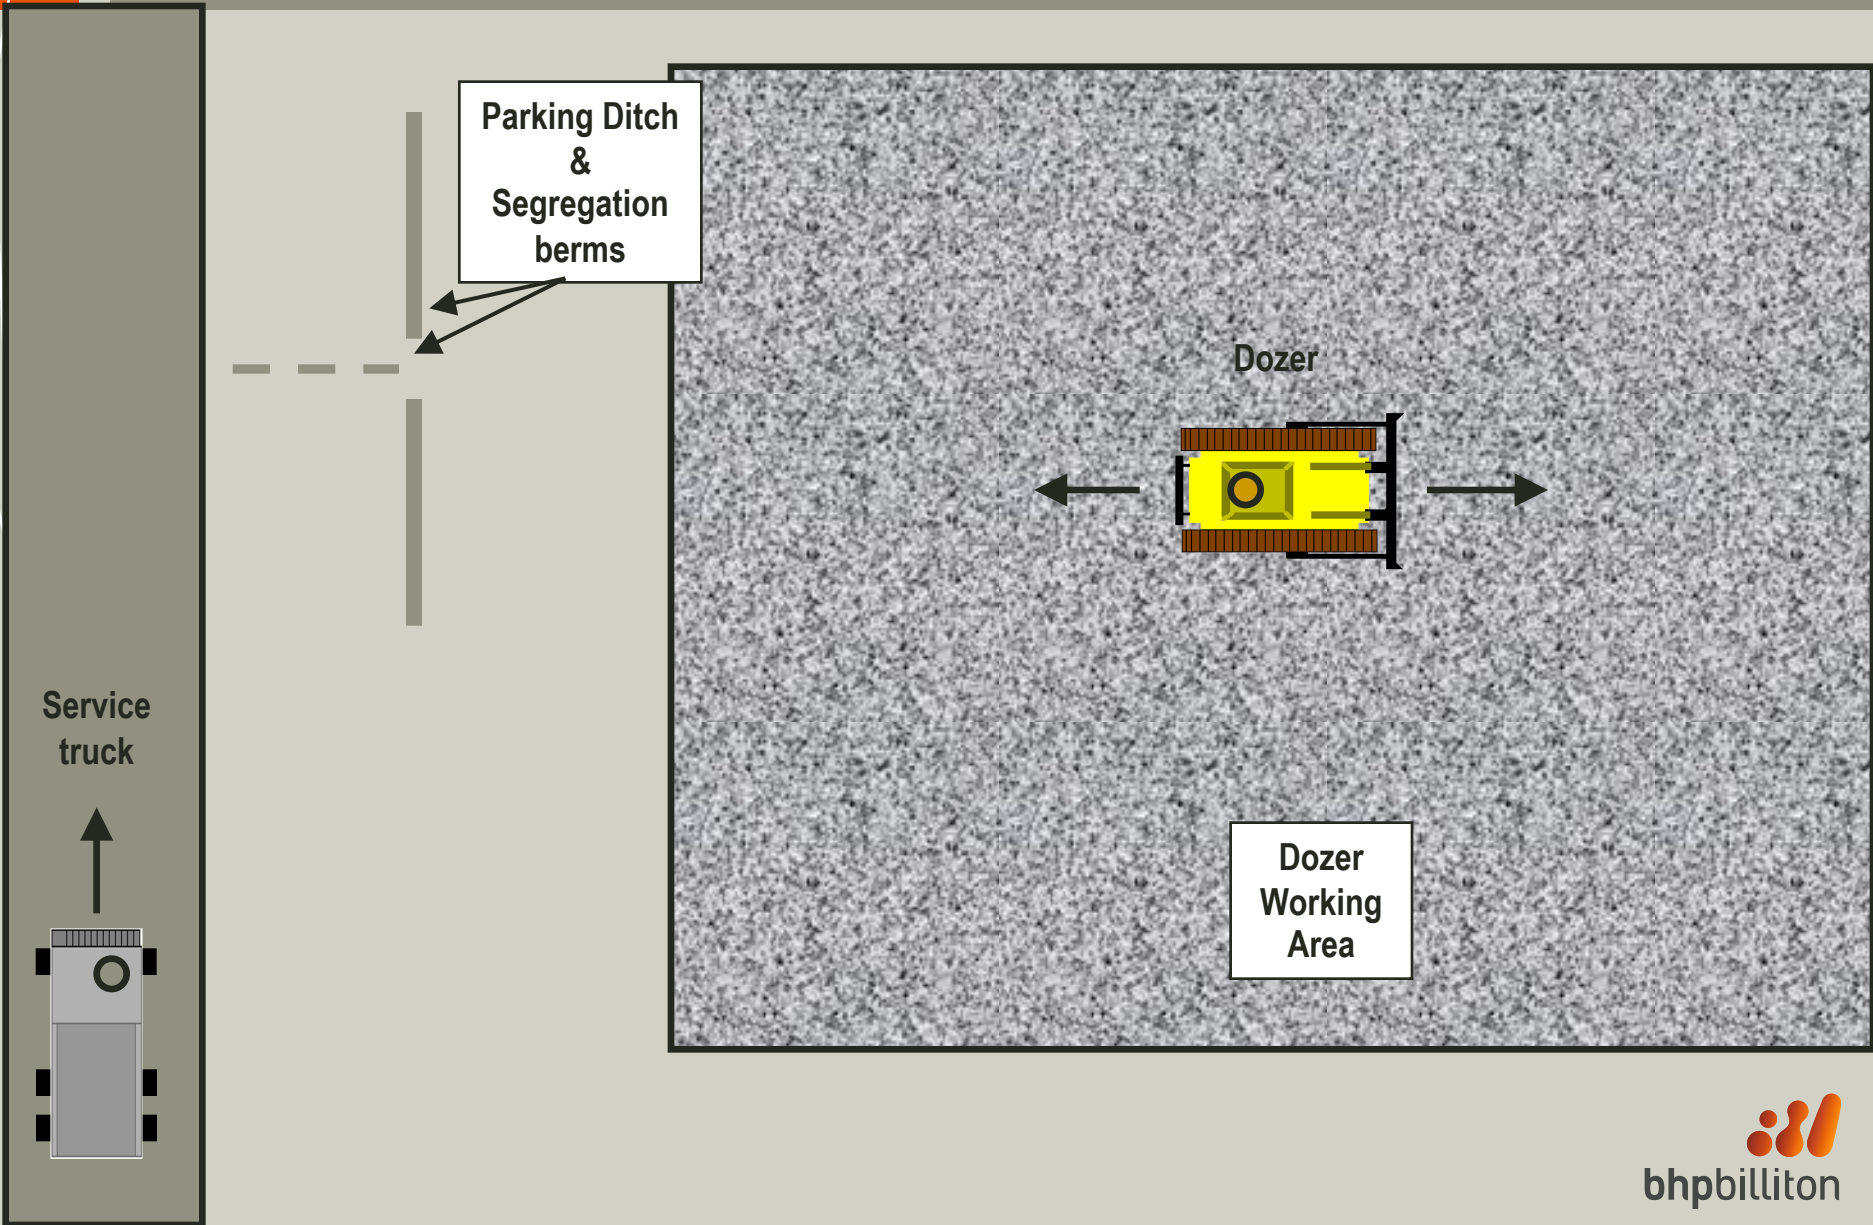 Parking Ditch
&
Segregation
berms
Dozer
Service
truck
Dozer
Working
Area
bhpbilliton